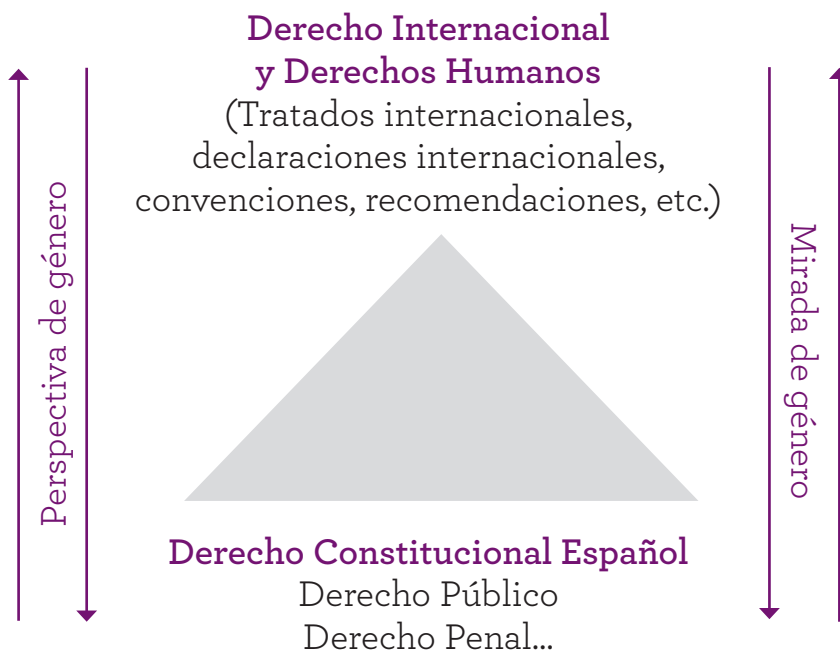 Derecho Internacional
y Derechos Humanos
(Tratados internacionales,
declaraciones internacionales,
convenciones, recomendaciones, etc.)
Perspectiva de género
Mirada de género
Derecho Constitucional Español
Derecho Público
Derecho Penal...